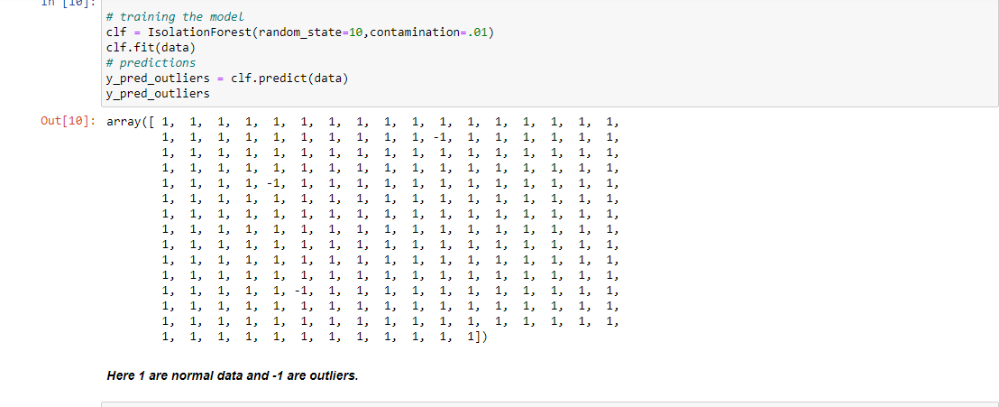 In [10]:
# training the model
clf = IsolationForest(random_state=10,contamination=.01)
clf.fit(data)
# predictions
y_pred_outliers = clf.predict(data)
y_pred_outliers
Out[10]: array([ 1, 1, 1, 1, 1, 1, 1, 1, 1, 1, 1, 1, 1, 1, 1, 1, 1,
1, 1, 1, 1, 1, 1, 1, 1, 1, 1, -1, 1, 1, 1, 1, 1, 1,
1, 1, 1, 1, 1, 1, 1, 1, 1, 1, 1, 1, 1, 1, 1, 1, 1,
1, 1, 1, 1, 1, 1, 1, 1, 1, 1, 1, 1, 1, 1, 1, 1, 1,
1, 1, 1, 1, -1, 1, 1, 1, 1, 1, 1, 1, 1, 1, 1, 1, 1,
1, 1, 1, 1, 1, 1, 1, 1, 1, 1, 1, 1, 1, 1, 1, 1, 1,
1, 1, 1, 1, 1, 1, 1, 1, 1, 1, 1, 1, 1, 1, 1, 1, 1,
1, 1, 1, 1, 1, 1, 1, 1, 1, 1, 1, 1, 1, 1, 1, 1, 1,
1, 1, 1, 1, 1, 1, 1, 1, 1, 1, 1, 1, 1, 1, 1, 1, 1,
1, 1, 1, 1, 1, 1, 1, 1, 1, 1, 1, 1, 1, 1, 1, 1, 1,
1, 1, 1, 1, 1, 1, 1, 1, 1, 1, 1, 1, 1, 1, 1, 1, 1,
1, 1, 1, 1, 1, -1, 1, 1, 1, 1, 1, 1, 1, 1, 1, 1, 1,
1, 1, 1, 1, 1, 1, 1, 1, 1, 1, 1, 1, 1, 1, 1, 1, 1,
1, 1, 1, 1, 1, 1, 1, 1, 1, 1, 1, 1, 1, 1, 1, 1, 1,
1, 1, 1, 1, 1, 1, 1, 1, 1, 1, 1, 1])
Here 1 are normal data and -1 are outliers.